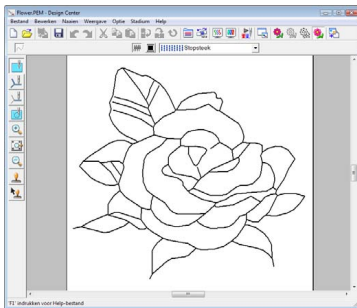 Flower.PEM - Design Center
Bestand Bewerken Naaien Weergave Optie Stadium Help
Stopsteek
'F1' indrukken voor Help-bestand